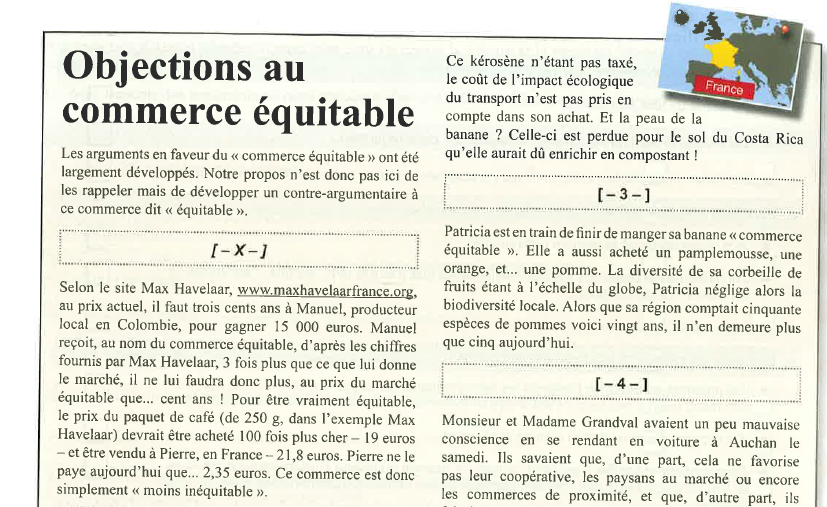 Objections au
commerce équitable
Les arguments en faveur du « commerce équitable » ont été
largement développés. Notre propos n'est donc pas ici de
les rappeler mais de développer un contre-argumentaire à
ce commerce dit « équitable ».
[ – X – ]
Selon le site Max Havelaar, www.maxhavelaarfrance.org,
au prix actuel, il faut trois cents ans à Manuel, producteur
local en Colombie, pour gagner 15 000 euros. Manuel
reçoit, au nom du commerce équitable, d'après les chiffres
fournis par Max Havelaar, 3 fois plus que ce que lui donne
le marché, il ne lui faudra donc plus, au prix du marché
équitable que... cent ans ! Pour être vraiment équitable,
le prix du paquet de café (de 250 g, dans l'exemple Max
Havelaar) devrait être acheté 100 fois plus cher – 19 euros
– et être vendu à Pierre, en France – 21,8 euros. Pierre ne le
paye aujourd'hui que... 2,35 euros. Ce commerce est donc
simplement « moins inéquitable ».
France
Ce kérosène n'étant pas taxé,
le coût de l'impact écologique
du transport n'est pas pris en
compte dans son achat. Et la peau de la
banane ? Celle-ci est perdue pour le sol du Costa Rica
qu'elle aurait dû enrichir en compostant !
[ – 3 – ]
Patricia est en train de finir de manger sa banane « commerce
équitable ». Elle a aussi acheté un pamplemousse, une
orange, et... une pomme. La diversité de sa corbeille de
fruits étant à l'échelle du globe, Patricia néglige alors la
biodiversité locale. Alors que sa région comptait cinquante
espèces de pommes voici vingt ans, il n'en demeure plus
que cinq aujourd'hui.
[ – 4 – ]
Monsieur et Madame Grandval avaient un peu mauvaise
conscience en se rendant en voiture à Auchan le
samedi. Ils savaient que, d'une part, cela ne favorise
pas leur coopérative, les paysans au marché ou encore
les commerces de proximité, et que, d'autre part, ils